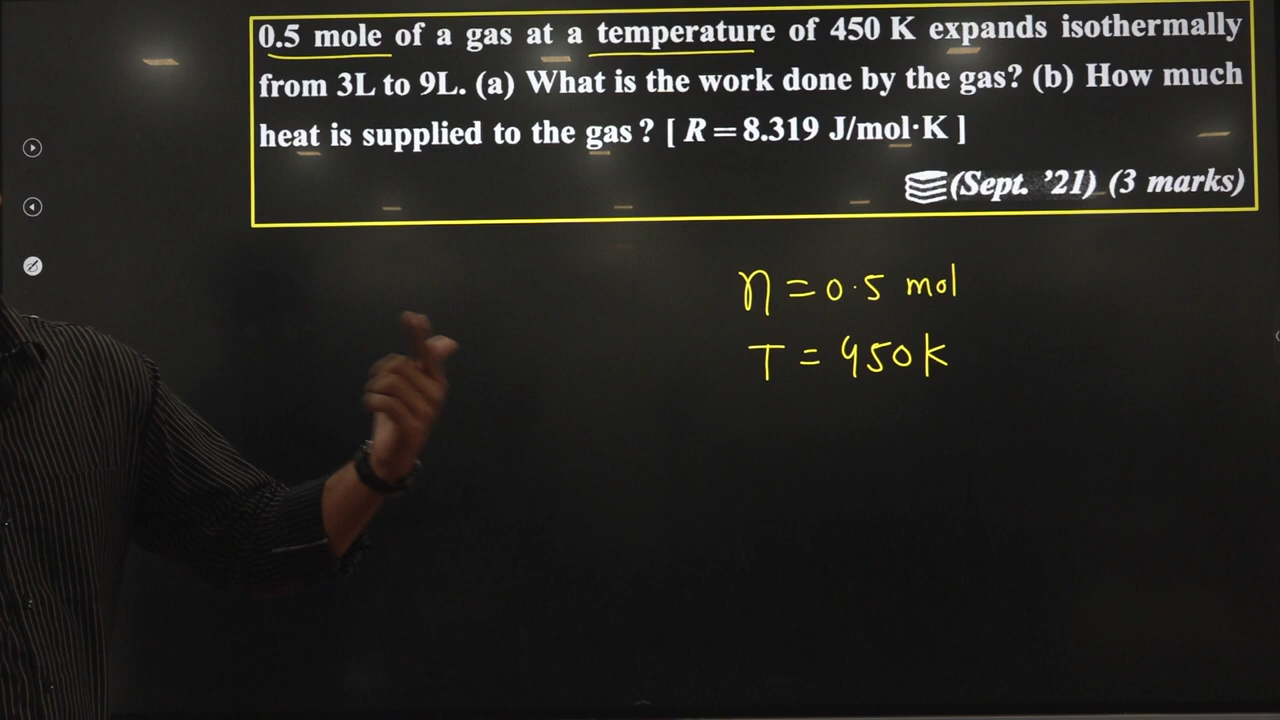 0.5 mole of a gas at a temperature of 450 K expands isothermally
from 3L to 9L. (a) What is the work done by the gas? (b) How much
heat is supplied to the gas ? [ R = 8.319 J/mol·K ]
(Sept. ’21) (3 marks)
n = 0.5 mol
T = 450K